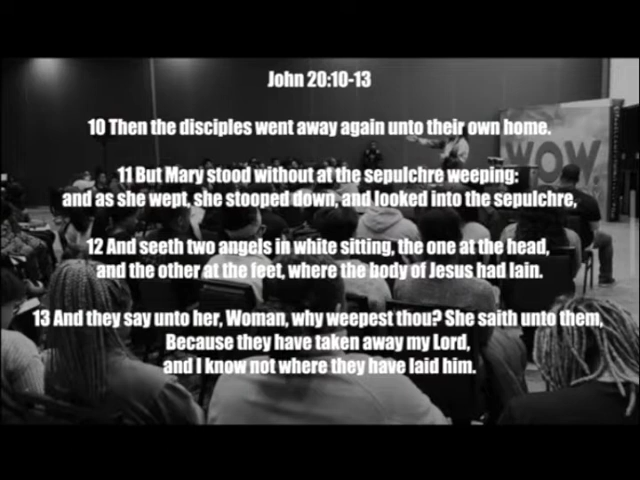 John 20:10-13
10 Then the disciples went away again unto their own home.
11 But Mary stood without at the sepulchre weeping:
and as she wept, she stooped down, and looked into the sepulchre,
WOW
12 And seeth two angels in white sitting, the one at the head,
and the other at the feet, where the body of Jesus had lain.
13 And they say unto her, Woman, why weepest thou? She saith unto them,
Because they have taken away my Lord,
and I know not where they have laid him.